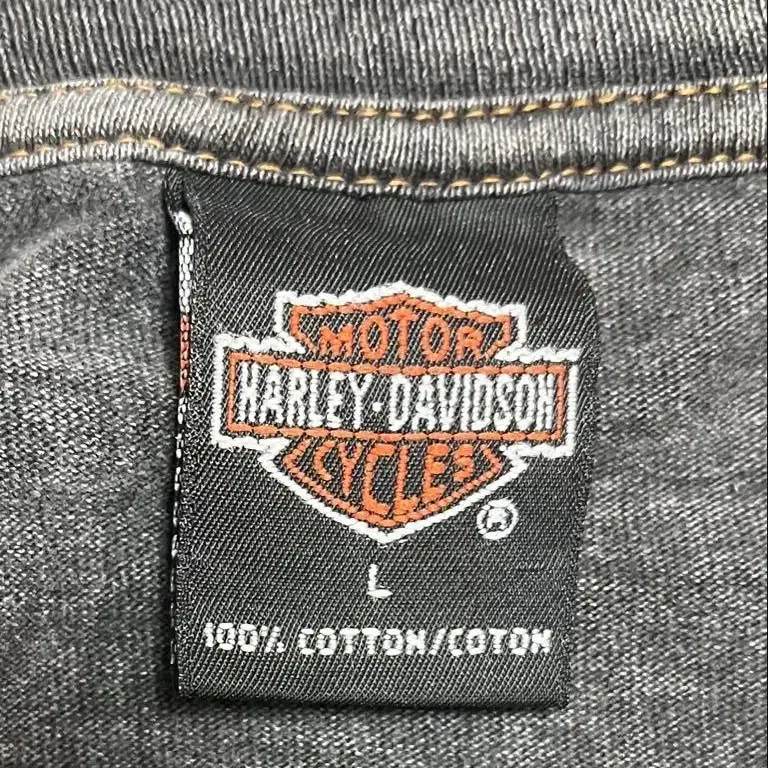 MOTOR
HARLEY-DAVIDSON
CYCLES
®
L
100% COTTON/COTON